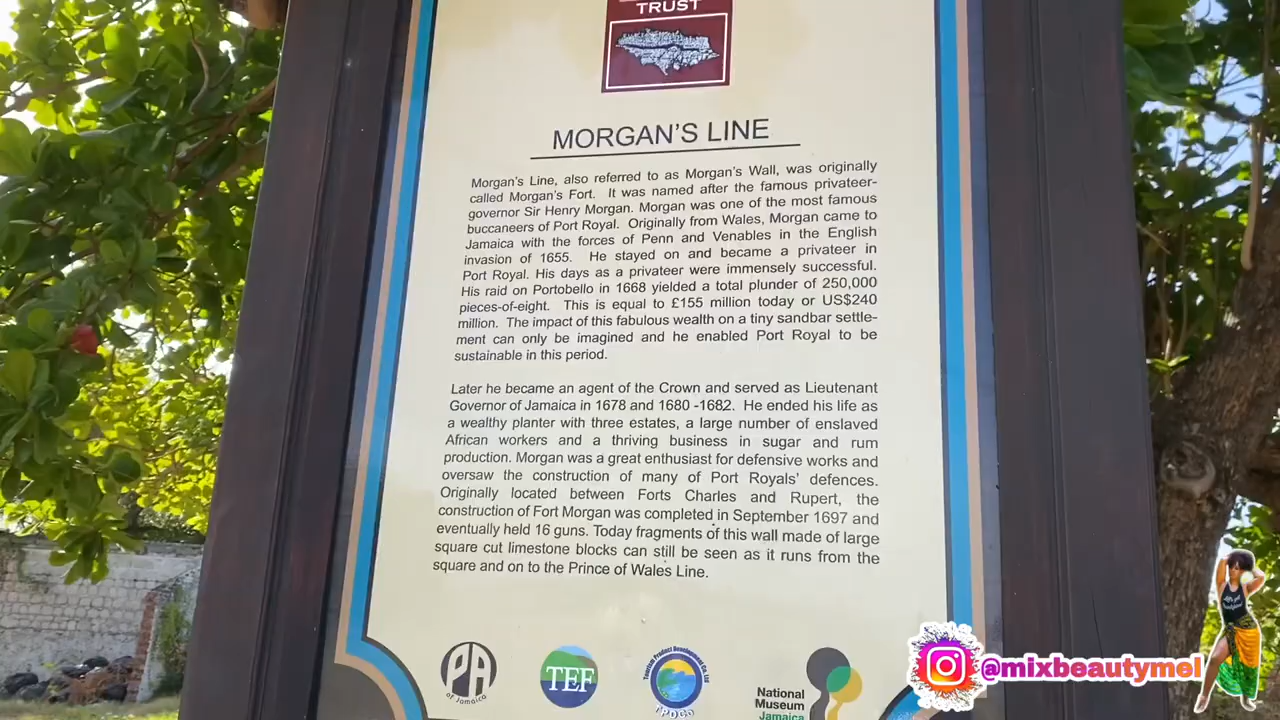 TRUST
MORGAN'S LINE
Morgan's Line, also referred to as Morgan's Wall, was originally
called Morgan's Fort. It was named after the famous privateer-
governor Sir Henry Morgan. Morgan was one of the most famous
buccaneers of Port Royal. Originally from Wales, Morgan came to
Jamaica with the forces of Penn and Venables in the English
invasion of 1655. He stayed on and became a privateer in
Port Royal. His days as a privateer were immensely successful.
His raid on Portobello in 1668 yielded a total plunder of 250,000
pieces-of-eight. This is equal to £155 million today or US$240
million. The impact of this fabulous wealth on a tiny sandbar settle-
ment can only be imagined and he enabled Port Royal to be
sustainable in this period.
Later he became an agent of the Crown and served as Lieutenant
Governor of Jamaica in 1678 and 1680 -1682. He ended his life as
a wealthy planter with three estates, a large number of enslaved
African workers and a thriving business in sugar and rum
production. Morgan was a great enthusiast for defensive works and
oversaw the construction of many of Port Royals' defences.
Originally located between Forts Charles and Rupert, the
construction of Fort Morgan was completed in September 1697 and
eventually held 16 guns. Today fragments of this wall made of large
square cut limestone blocks can still be seen as it runs from the
square and on to the Prince of Wales Line.
PA
of Jamaica
TEF
Tourism Product Development Co. Ltd
TPDCo
National
Museum
Jamaica
@mixbeautymel